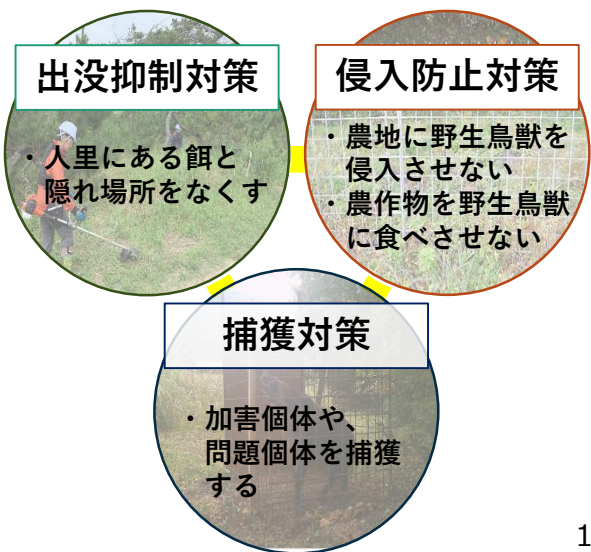 出没抑制対策
・人里にある餌と
隠れ場所をなくす
侵入防止対策
・農地に野生鳥獣を
侵入させない
・農作物を野生鳥獣
に食べさせない
捕獲対策
・加害個体や、
問題個体を捕獲
する
1